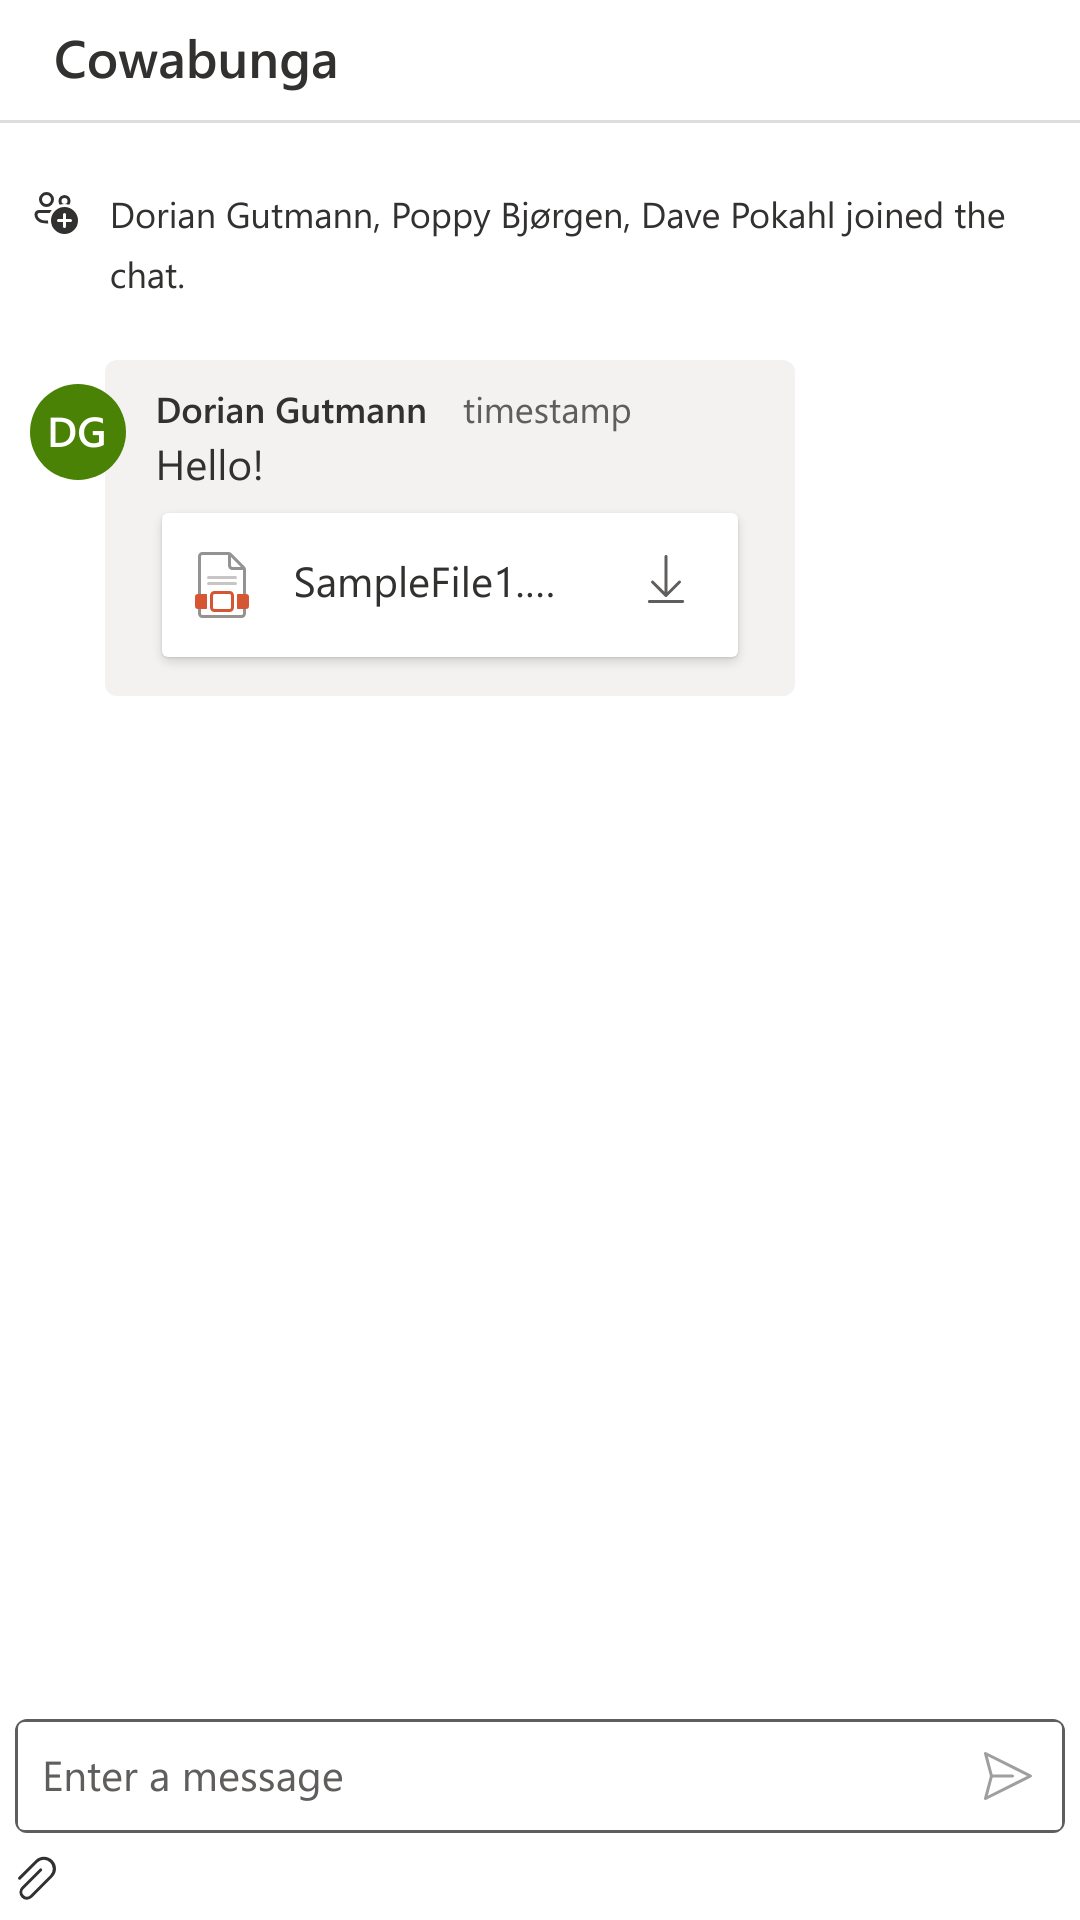 Cowabunga
Dorian Gutmann, Poppy Bjørgen, Dave Pokahl joined the
chat.
DG
Dorian Gutmann timestamp
Hello!
SampleFile1....
Enter a message